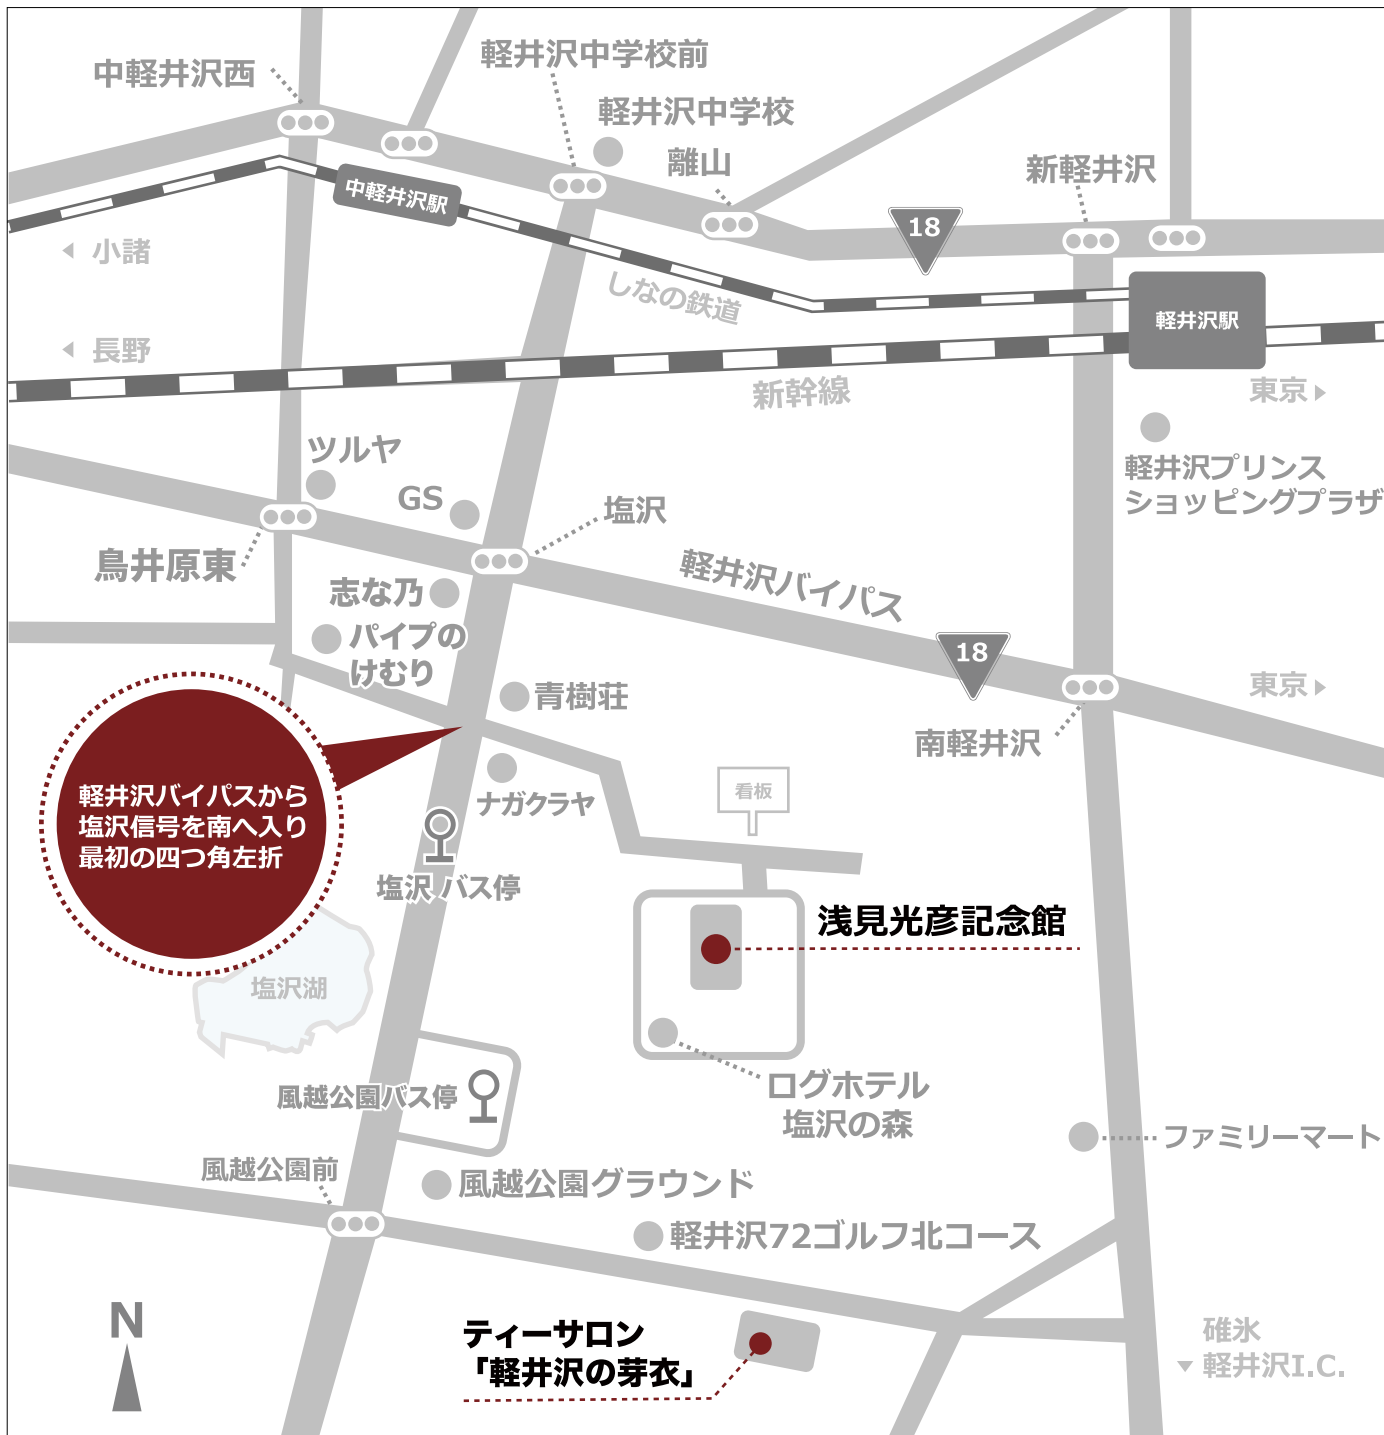 軽井沢中学校前
中軽井沢西
軽井沢中学校
離山
新軽井沢
中軽井沢駅
18
小諸
しなの鉄道
軽井沢駅
長野
新幹線
東京
ツルヤ
軽井沢プリンス
ショッピングプラザ
GS
塩沢
鳥井原東
軽井沢バイパス
志な乃
パイプの
けむり
18
青樹荘
東京
南軽井沢
軽井沢バイパスから
塩沢信号を南へ入り
最初の四つ角左折
ナガクラヤ
看板
塩沢 バス停
浅見光彦記念館
塩沢湖
風越公園バス停
ログホテル
塩沢の森
ファミリーマート
風越公園前
風越公園グラウンド
軽井沢72ゴルフ北コース
N
ティーサロン
「軽井沢の芽衣」
碓氷
軽井沢I.C.